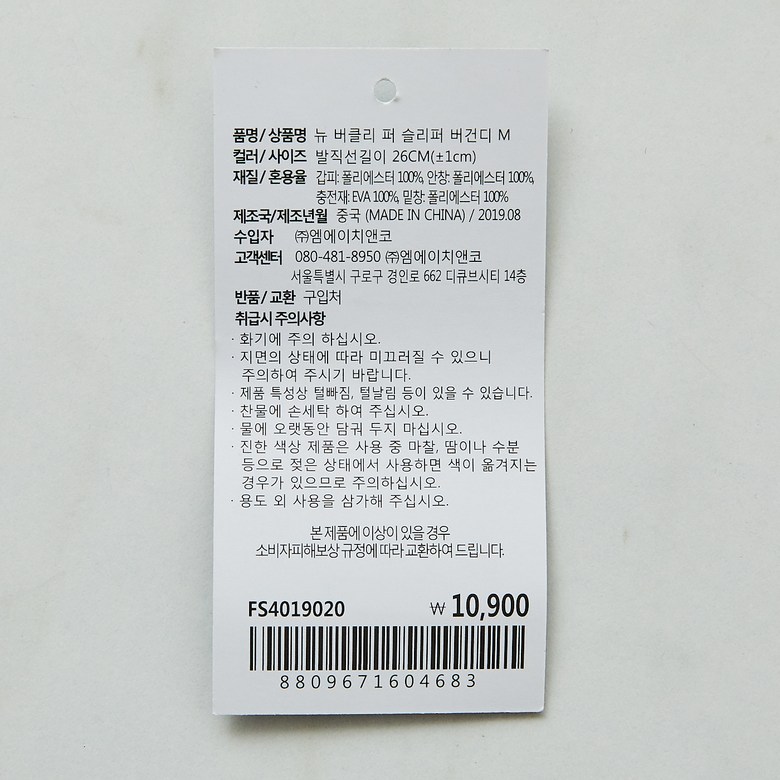 품명/상품명 뉴 버클리 퍼 슬리퍼 버건디 M
컬러/사이즈 발직선길이 26CM(±1cm)
재질/혼용율 갑피: 폴리에스터 100%, 안창: 폴리에스터 100%,
충전재: EVA 100%, 밑창: 폴리에스터 100%
제조국/제조년월 중국 (MADE IN CHINA) / 2019.08
수입자 ㈜엠에이치앤코
고객센터 080-481-8950 ㈜엠에이치앤코
서울특별시 구로구 경인로 662 디큐브시티 14층
반품/교환 구입처
취급시 주의사항
· 화기에 주의 하십시오.
· 지면의 상태에 따라 미끄러질 수 있으니
주의하여 주시기 바랍니다.
· 제품 특성상 털빠짐, 털날림 등이 있을 수 있습니다.
· 찬물에 손세탁 하여 주십시오.
· 물에 오랫동안 담궈 두지 마십시오.
· 진한 색상 제품은 사용 중 마찰, 땀이나 수분
등으로 젖은 상태에서 사용하면 색이 옮겨지는
경우가 있으므로 주의하십시오.
· 용도 외 사용을 삼가해 주십시오.
본 제품에 이상이 있을 경우
소비자피해보상 규정에 따라 교환하여 드립니다.
FS4019020 ₩ 10,900
8809671604683